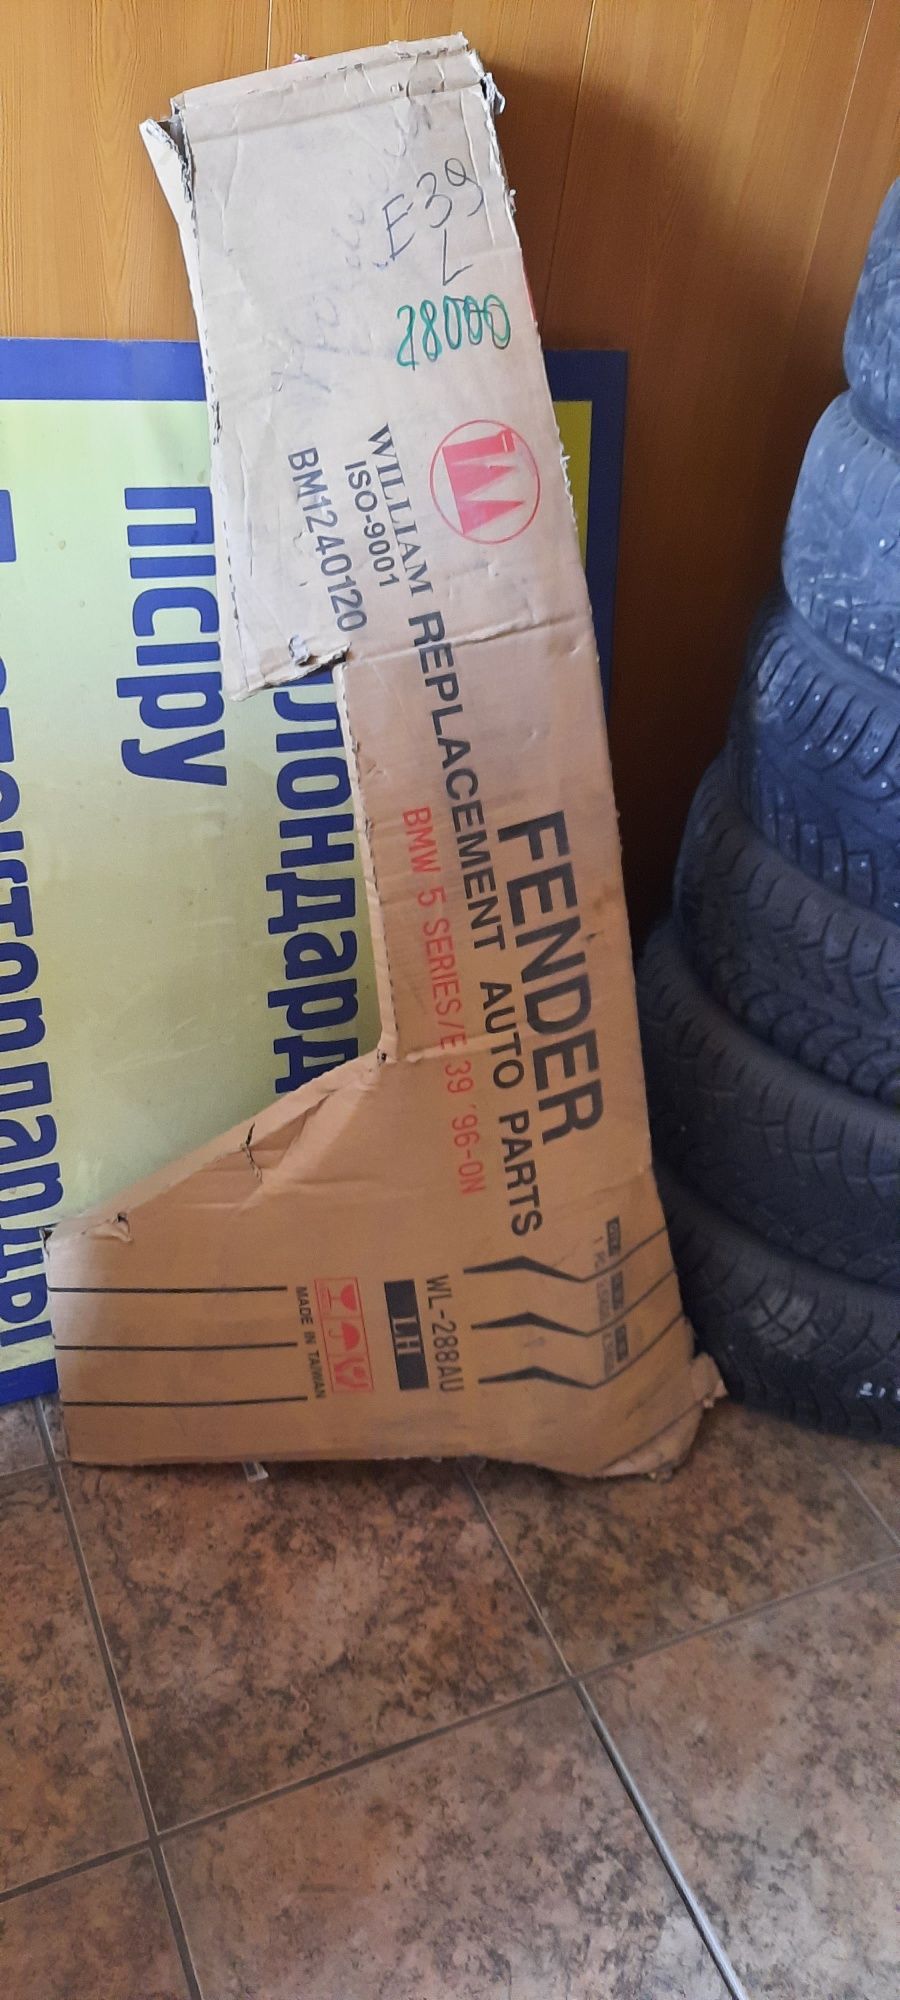 E39
L
28000
WILLIAM REPLACEMENT AUTO PARTS
ISO-9001
BM1240120
FENDER
BMW 5 SERIES/E 39 '96-ON
WL-288AU
LH
MADE IN TAIWAN
пісіру